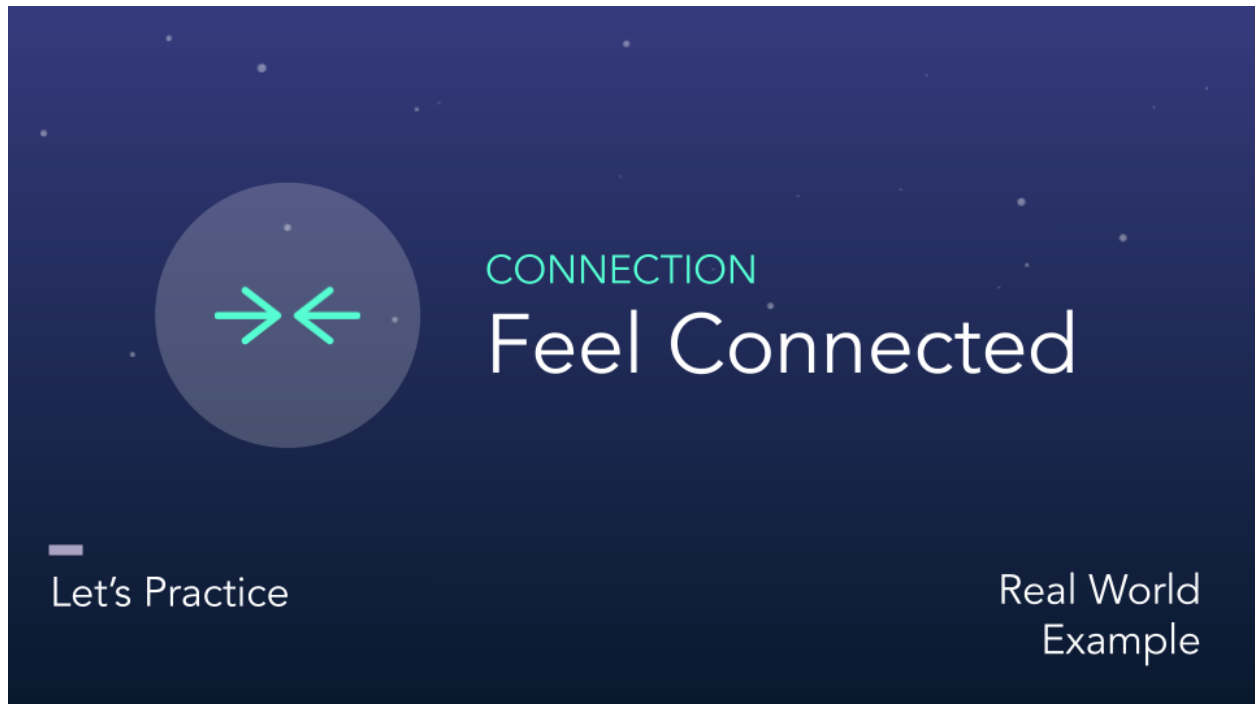 CONNECTION
Feel Connected
Let’s Practice
Real World
Example